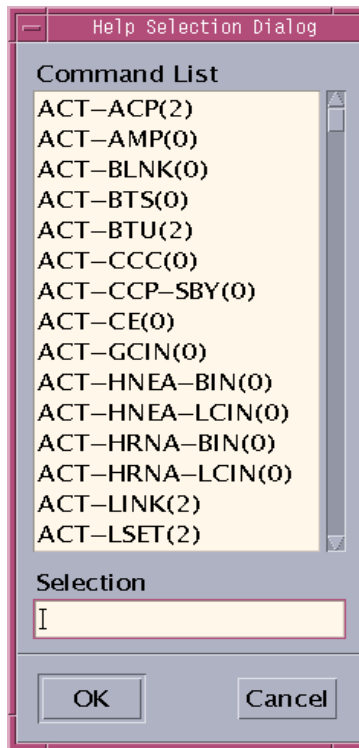 Help Selection Dialog
Command List
ACT-ACP(2)
ACT-AMP(0)
ACT-BLNK(0)
ACT-BTS(0)
ACT-BTU(2)
ACT-CCC(0)
ACT-CCP-SBY(0)
ACT-CE(0)
ACT-GCIN(0)
ACT-HNEA-BIN(0)
ACT-HNEA-LCIN(0)
ACT-HRNA-BIN(0)
ACT-HRNA-LCIN(0)
ACT-LINK(2)
ACT-LSET(2)
Selection
OK Cancel